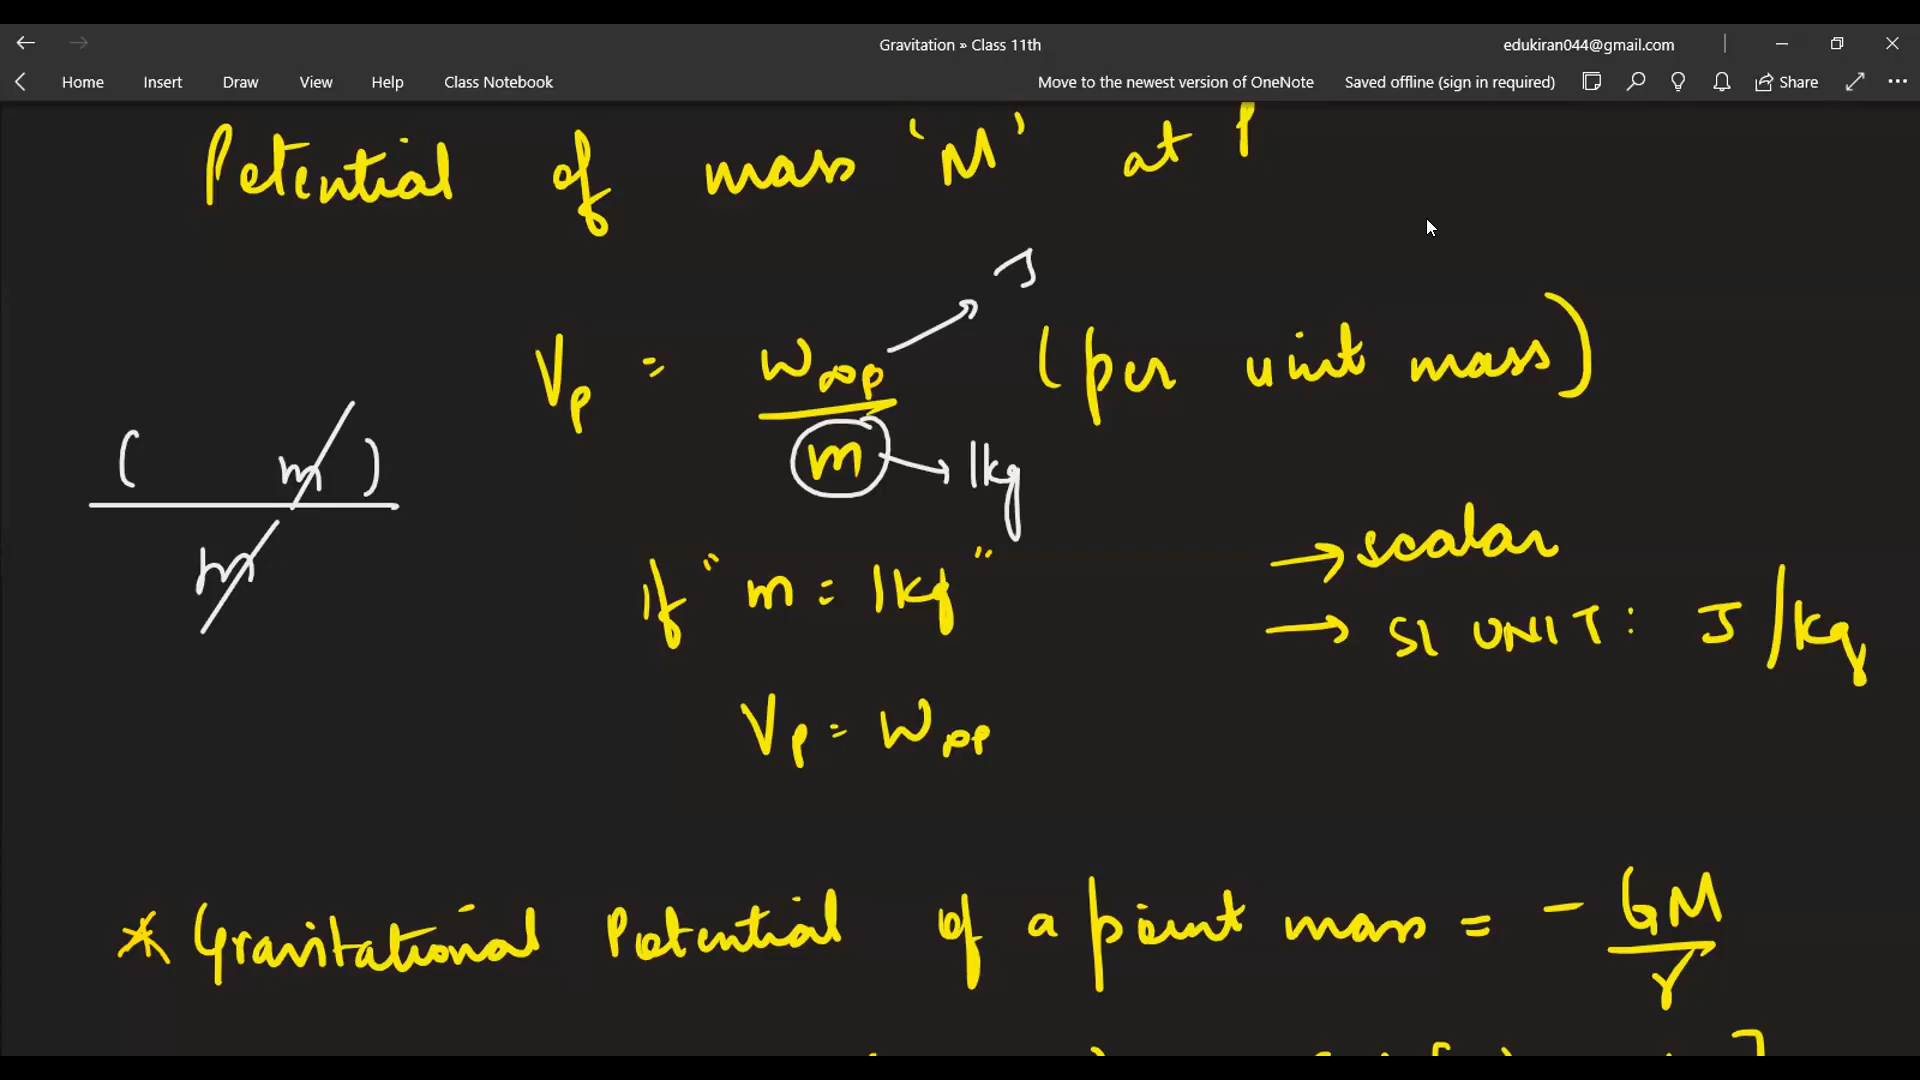 Gravitation » Class 11th
edukiran044@gmail.com
Home Insert Draw View Help Class Notebook Move to the newest version of OneNote Saved offline (sign in required) Share
Potential of mass 'M' at P
J
Vp = W∞p / m (per unit mass)
1kg
( m )
m
if "m = 1kg"
→ scalar
→ SI UNIT: J/kg
Vp = W∞p
* Gravitational Potential of a point mass = - GM/r